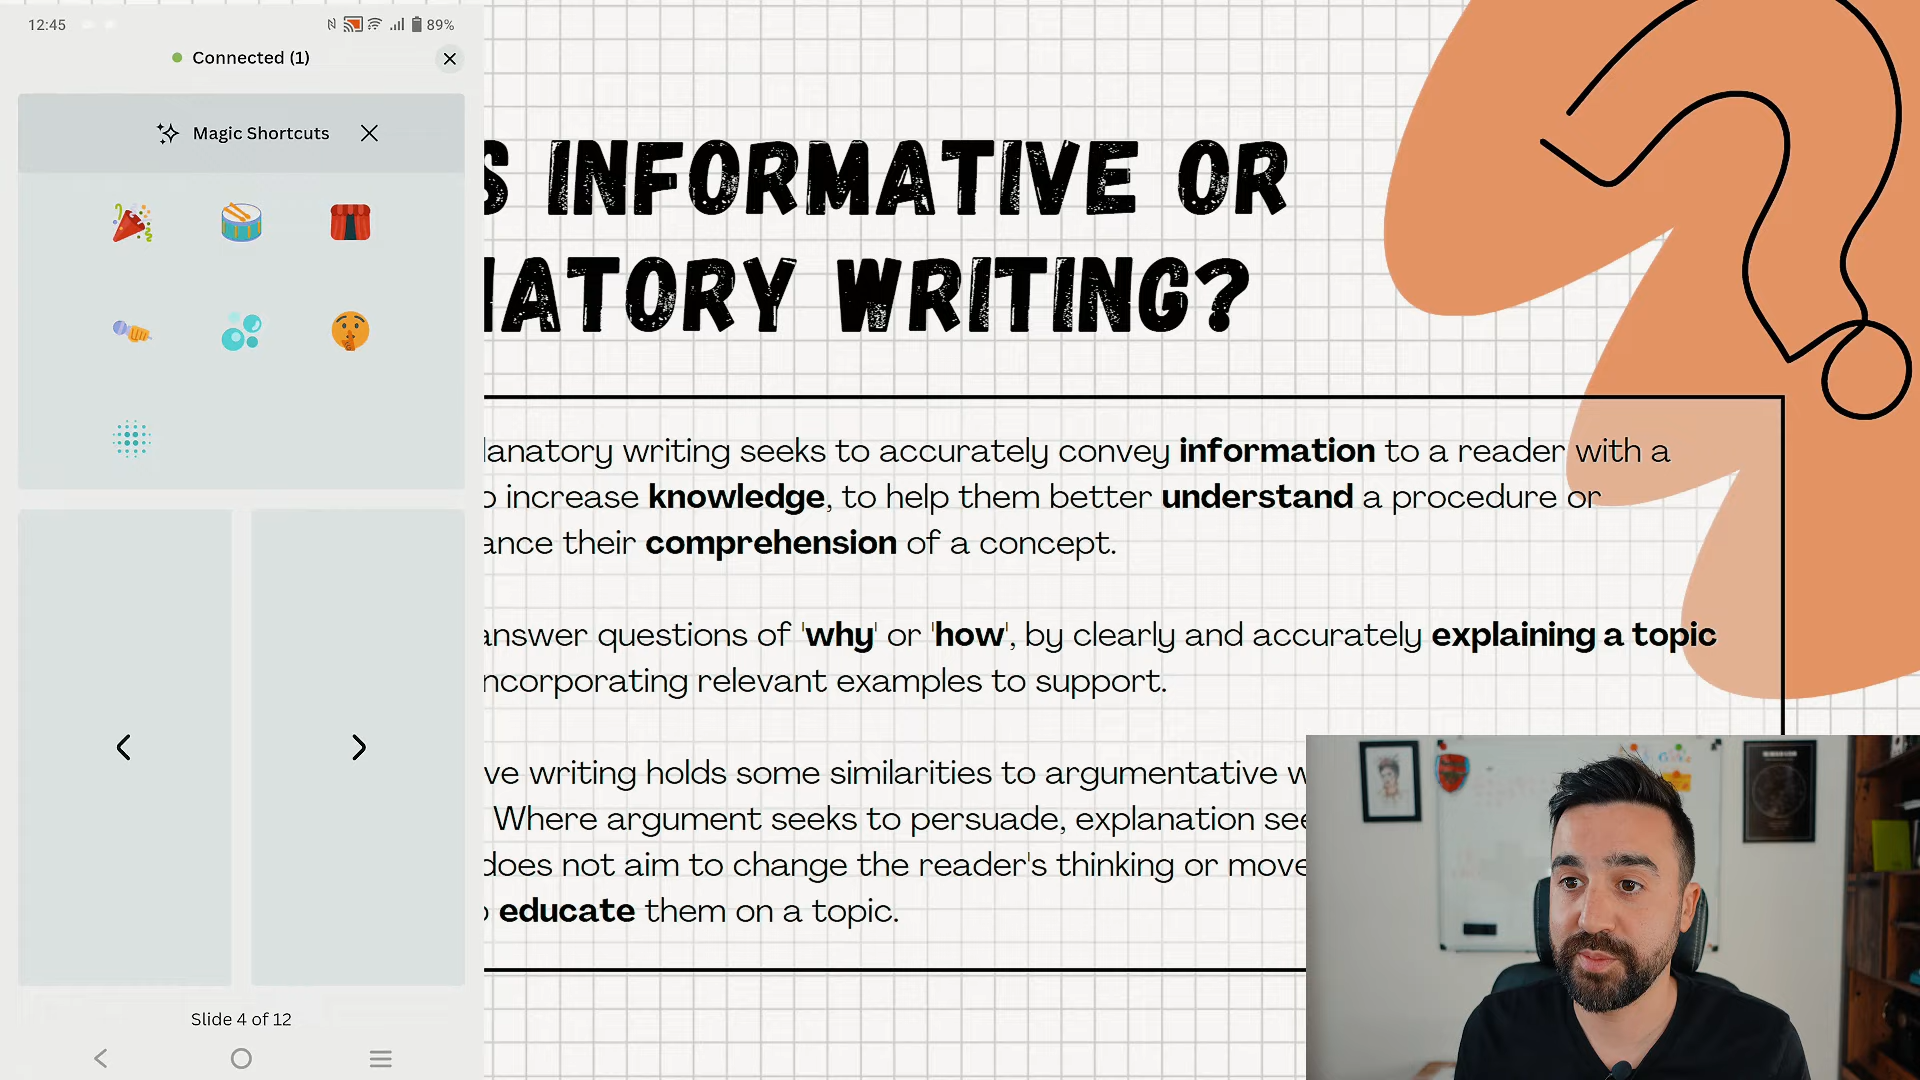 12:45
89%
Connected (1)
Magic Shortcuts
Slide 4 of 12
S INFORMATIVE OR
ATORY WRITING?
lanatory writing seeks to accurately convey information to a reader with a
o increase knowledge, to help them better understand a procedure or
ance their comprehension of a concept.
answer questions of 'why' or 'how', by clearly and accurately explaining a topic
ncorporating relevant examples to support.
ve writing holds some similarities to argumentative w
Where argument seeks to persuade, explanation see
does not aim to change the reader's thinking or move
educate them on a topic.